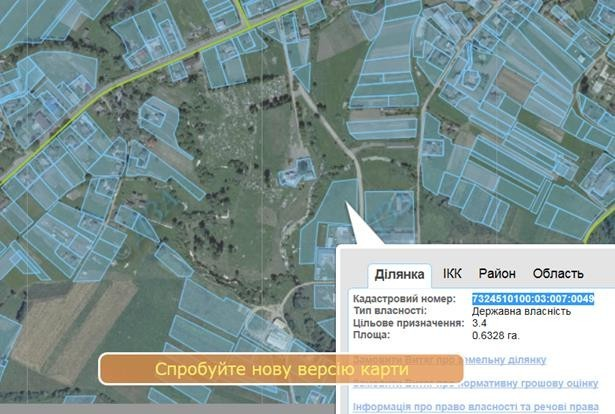 Ділянка ІКК Район Область
Кадастровий номер: 7324510100:03:007:0049
Тип власності: Державна власність
Цільове призначення: 3.4
Площа: 0.6328 га.
Замовити Витяг про земельну ділянку
Спробуйте нову версію карти
Замовити Витяг про нормативну грошову оцінку
Інформація про право власності та речові права